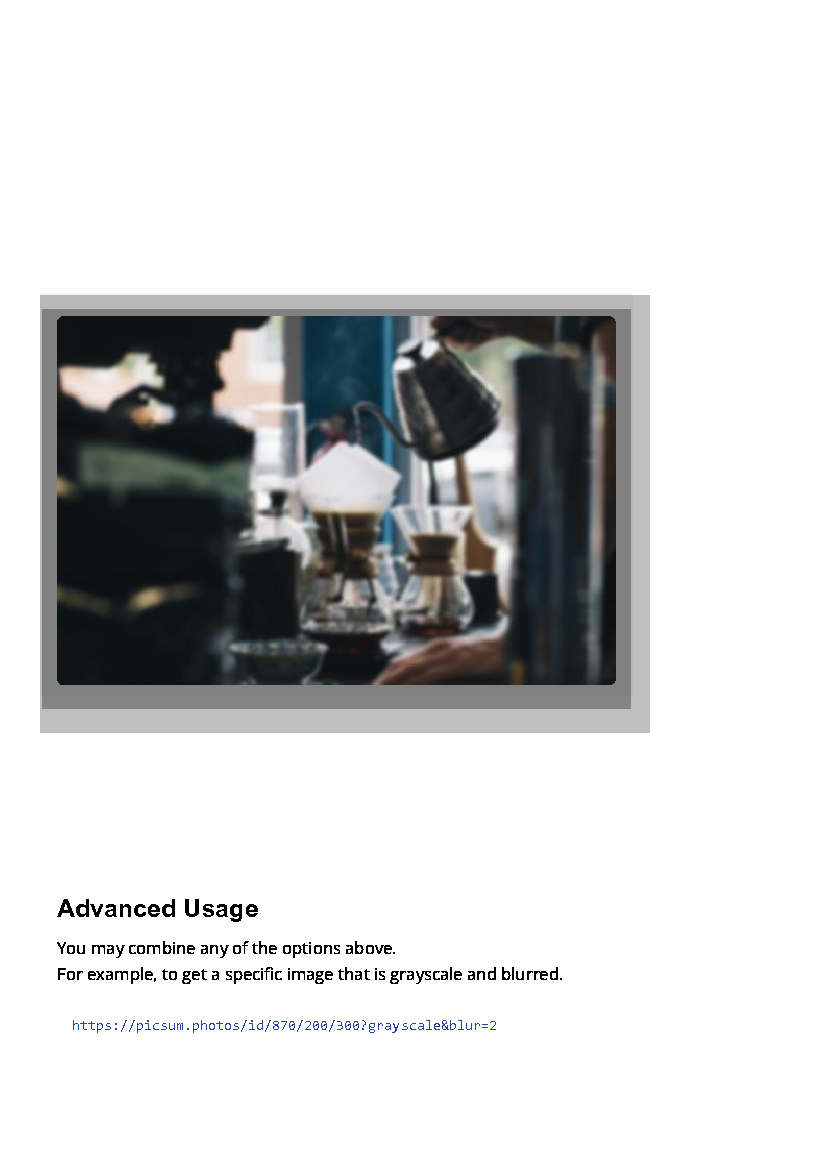 Advanced Usage
You may combine any of the options above.
For example, to get a specific image that is grayscale and blurred.
https://picsum.photos/id/870/200/300?grayscale&blur=2